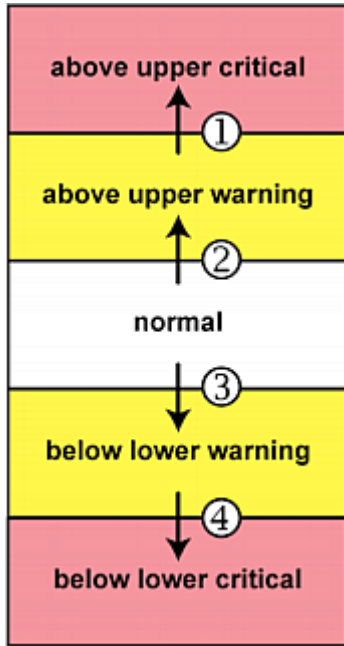 above upper critical
①
above upper warning
②
normal
③
below lower warning
④
below lower critical